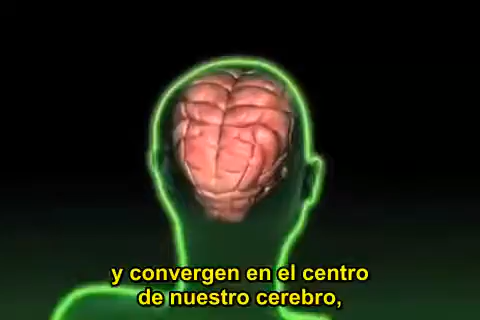 y convergen en el centro
de nuestro cerebro,